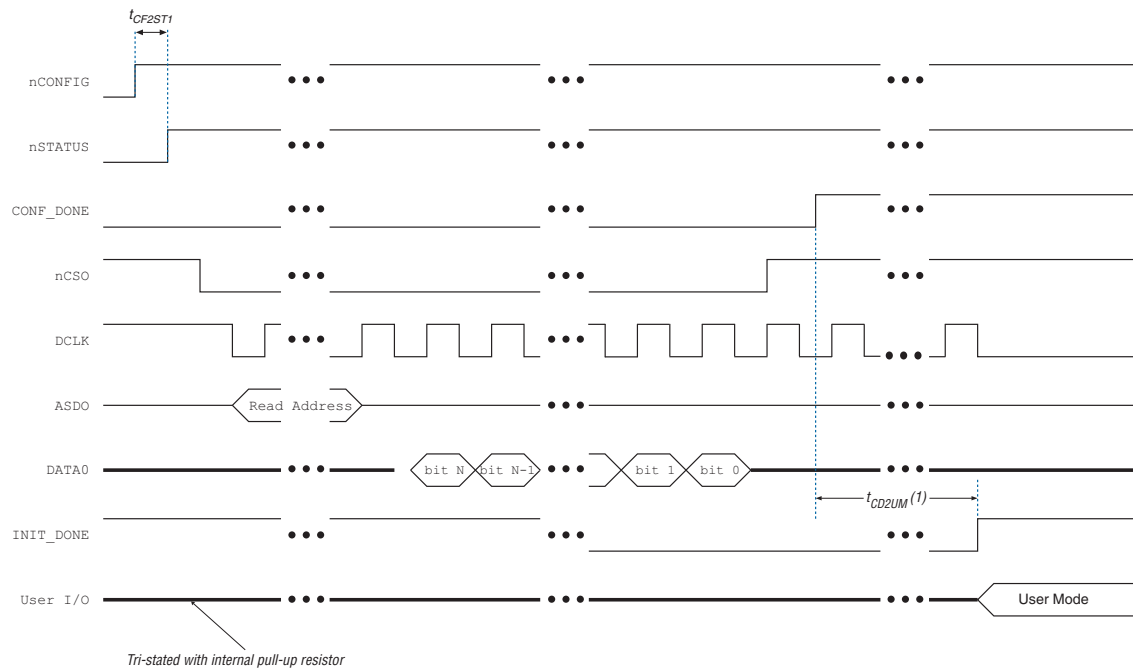 tCF2ST1
nCONFIG
nSTATUS
CONF_DONE
nCSO
DCLK
ASDO
Read Address
DATA0
bit N
bit N-1
bit 1
bit 0
tCD2UM (1)
INIT_DONE
User I/O
User Mode
Tri-stated with internal pull-up resistor